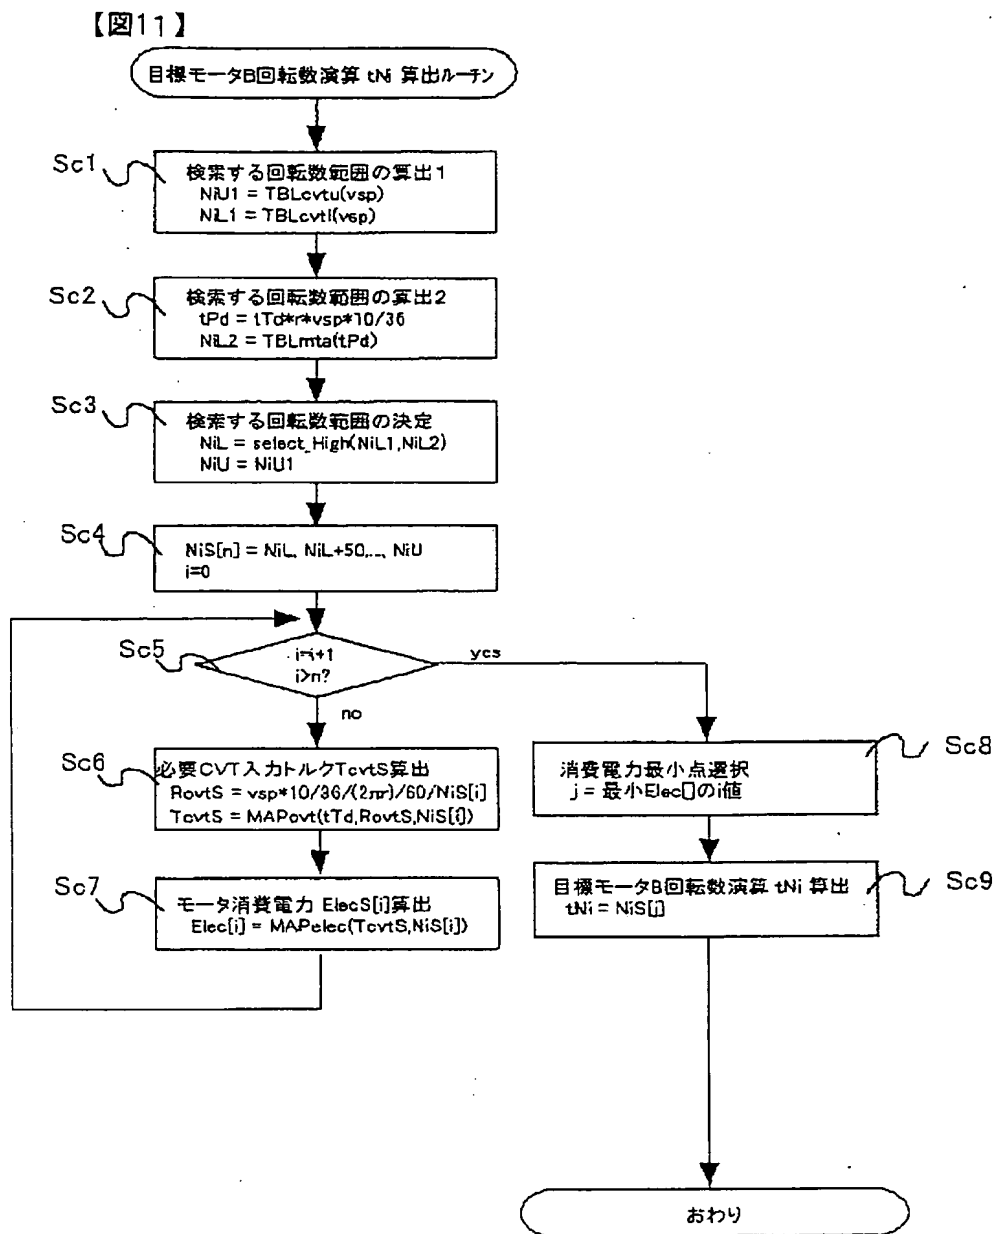 【図11】
目標モータB回転数演算 tNi 算出ルーチン
Sc1
検索する回転数範囲の算出1
NiU1 = TBLcvtu(vsp)
NiL1 = TBLcvtl(vsp)
Sc2
検索する回転数範囲の算出2
tPd = tTd*r*vsp*10/36
NiL2 = TBLmta(tPd)
Sc3
検索する回転数範囲の決定
NiL = select_High(NiL1,NiL2)
NiU = NiU1
Sc4
NiS[n] = NiL, NiL+50,..., NiU
i=0
Sc5
i=i+1
i>n?
yes
no
Sc6
必要CVT入力トルクTcvtS算出
RcvtS = vsp*10/36/(2πr)/60/NiS[i]
TcvtS = MAPcvt(tTd,RcvtS,NiS[i])
Sc7
モータ消費電力 ElecS[i]算出
Elec[i] = MAPelec(TcvtS,NiS[i])
Sc8
消費電力最小点選択
j = 最小Elec[]のi値
Sc9
目標モータB回転数演算 tNi 算出
tNi = NiS[j]
おわり